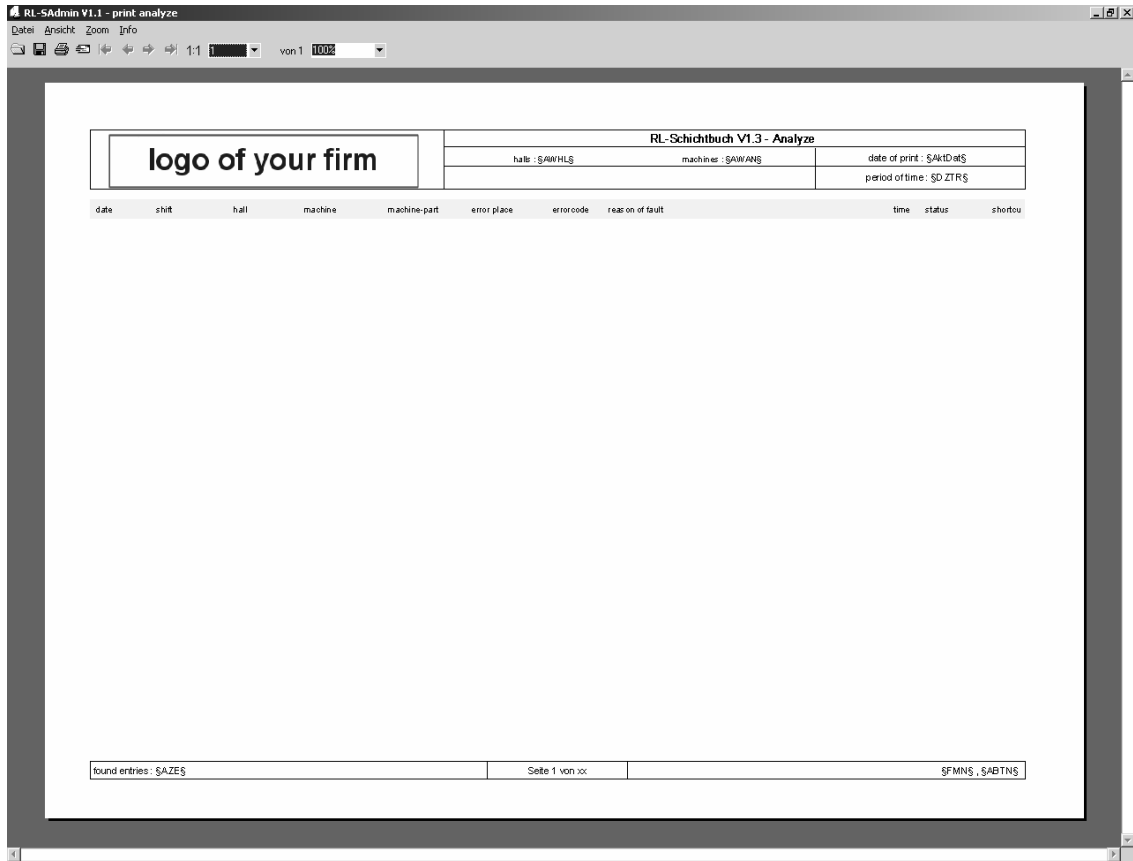 RL-SAdmin V1.1 - print analyze
Datei Ansicht Zoom Info
1:1 1 von 1 100%
logo of your firm
RL-Schichtbuch V1.3 - Analyze
halls : §AWHL§ machines : §AWAN§ date of print : §AktDat§
period of time : §DZTR§
date shift hall machine machine-part error place errorcode reason of fault time status shortcu
found entries : §AZE§ Seite 1 von xx §FMN§ , §ABTN§